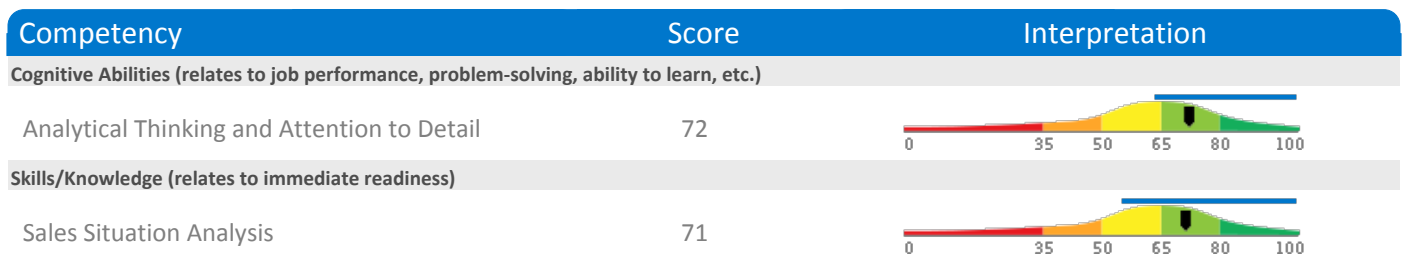 Competency Score Interpretation
Cognitive Abilities (relates to job performance, problem-solving, ability to learn, etc.)
Analytical Thinking and Attention to Detail 72
0 35 50 65 80 100
Skills/Knowledge (relates to immediate readiness)
Sales Situation Analysis 71
0 35 50 65 80 100